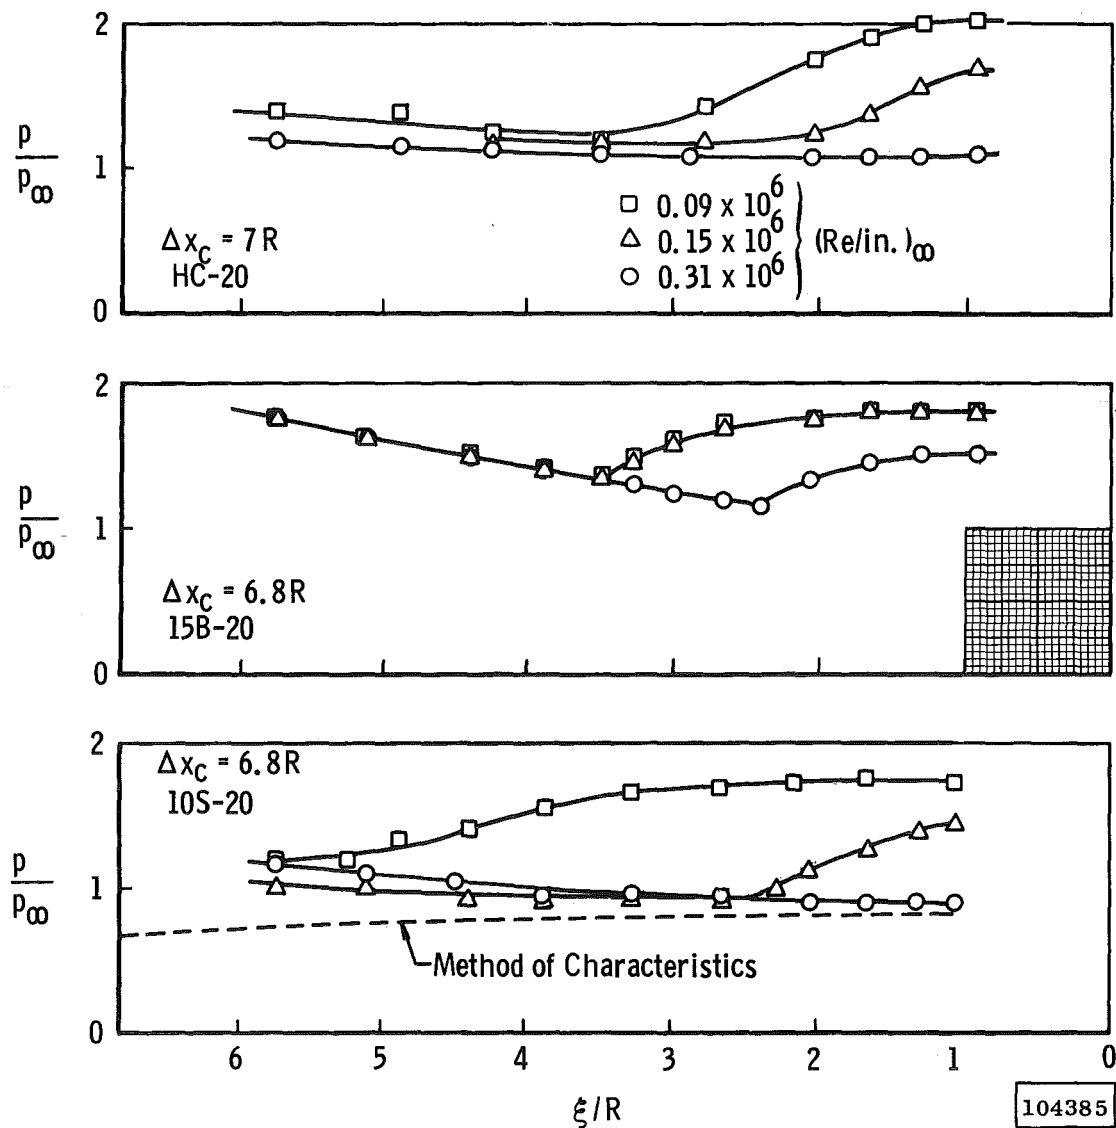 2
p
p∞
1
□ 0.09 x 10⁶
△ 0.15 x 10⁶
○ 0.31 x 10⁶
(Re/in.)∞
Δx_c = 7R
HC-20
0
2
p
p∞
1
Δx_c = 6.8R
15B-20
0
2
Δx_c = 6.8R
10S-20
p
p∞
1
Method of Characteristics
0
6 5 4 3 2 1 0
ξ/R
104385